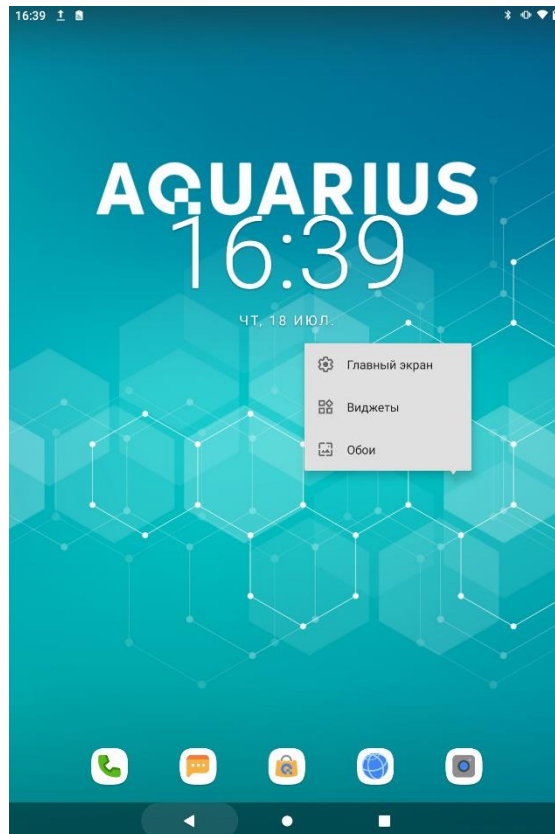 16:39
AQUARIUS
16:39
ЧТ, 18 ИЮЛ.
Главный экран
Виджеты
Обои